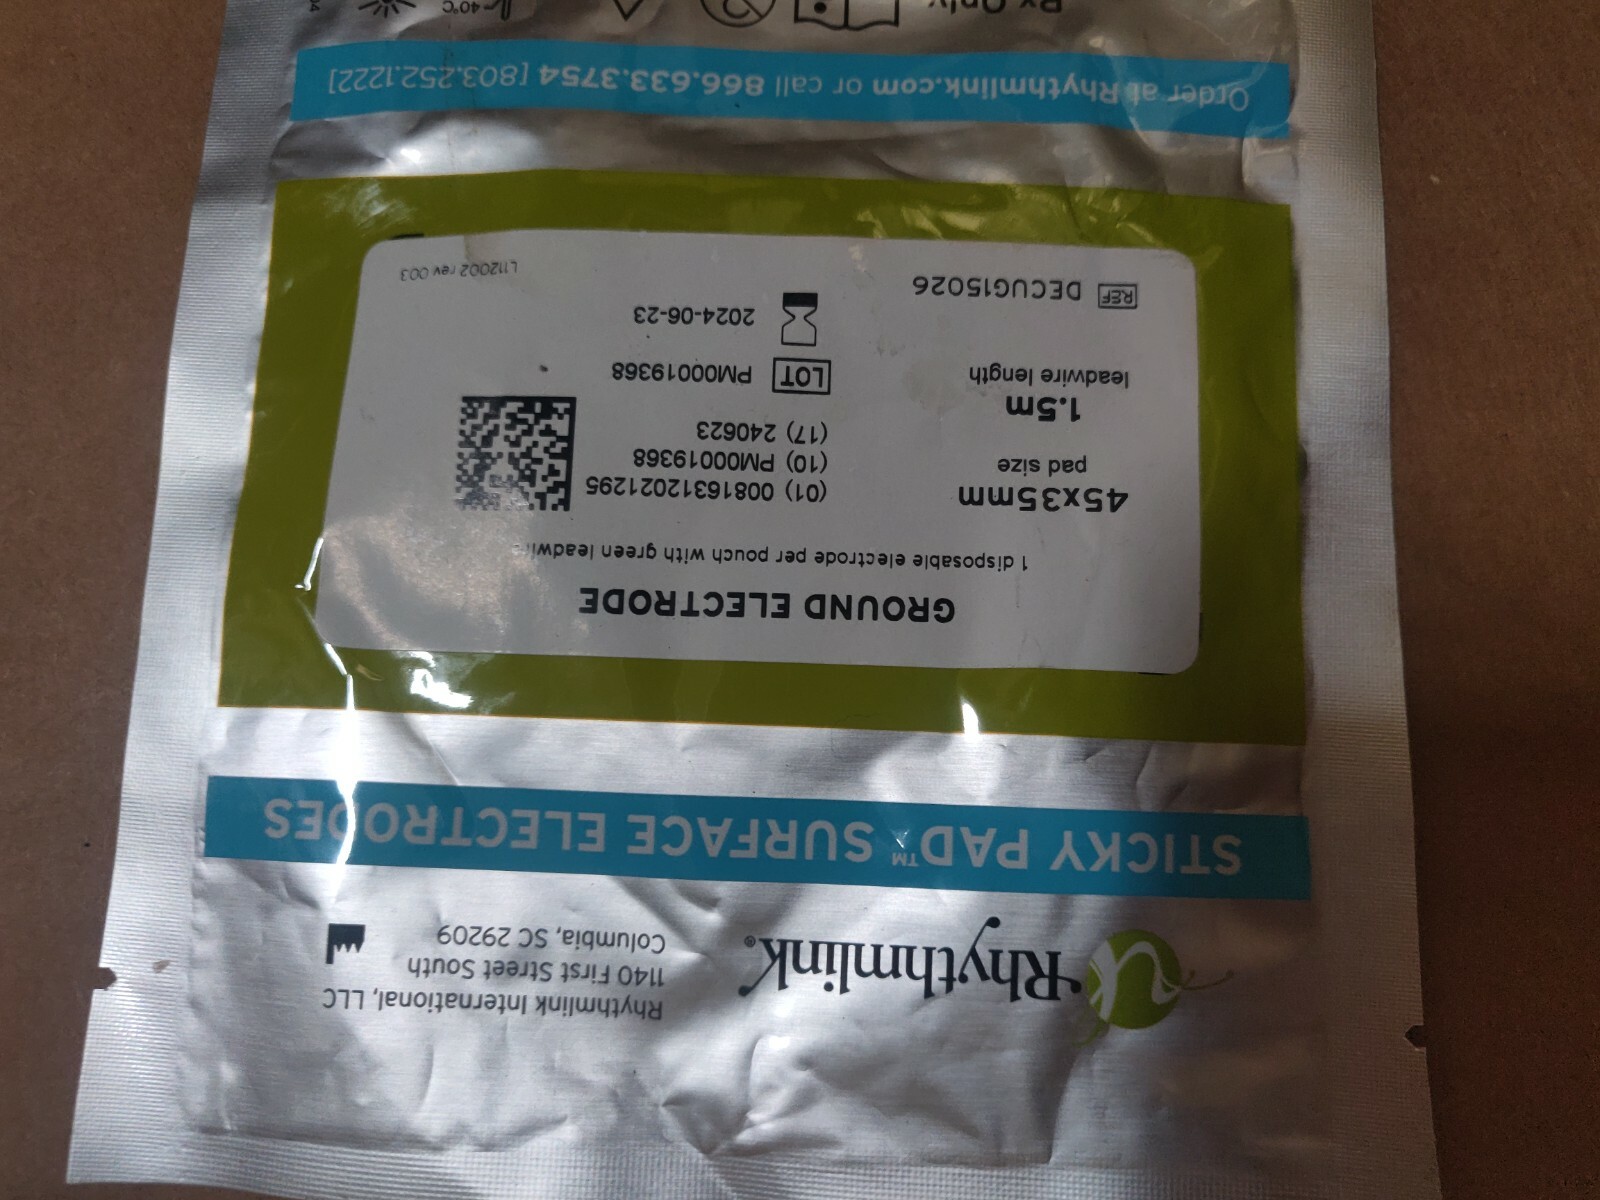 Rhythmlink®
Rhythmlink International, LLC
1140 First Street South
Columbia, SC 29209
STICKY PAD™ SURFACE ELECTRODES
GROUND ELECTRODE
1 disposable electrode per pouch with green leadwire
45x35mm
pad size
1.5m
leadwire length
REF DECUG15026
(01) 00816312021295
(10) PM00019368
(17) 240623
LOT PM00019368
2024-06-23
L112002 rev 003
Order at Rhythmlink.com or call 866.633.3754 [803.252.1222]
Rx Only
40°C